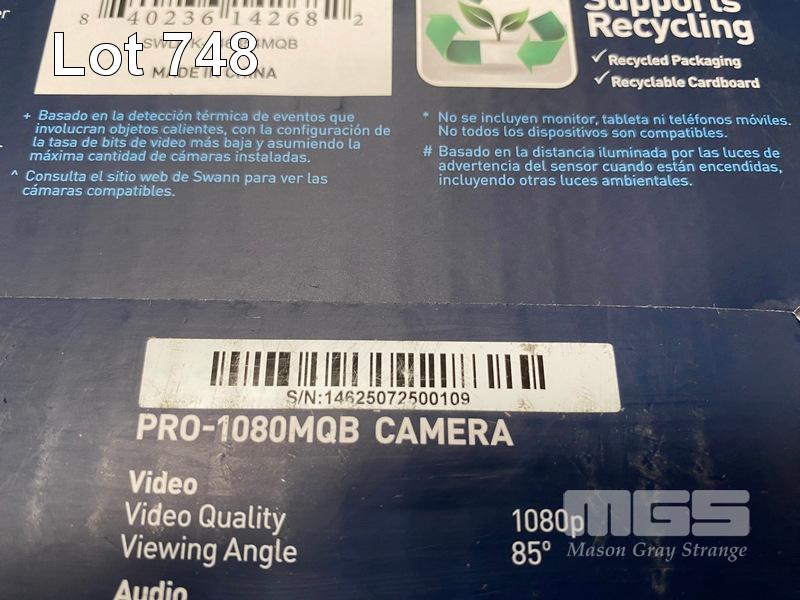 er
8 40236 14268 2
Lot 748
MADE IN CHINA
Supports
Recycling
✓ Recycled Packaging
✓ Recyclable Cardboard
+ Basado en la detección térmica de eventos que
involucran objetos calientes, con la configuración de
la tasa de bits de video más baja y asumiendo la
máxima cantidad de cámaras instaladas.
^ Consulta el sitio web de Swann para ver las
cámaras compatibles.
* No se incluyen monitor, tableta ni teléfonos móviles.
No todos los dispositivos son compatibles.
# Basado en la distancia iluminada por las luces de
advertencia del sensor cuando están encendidas,
incluyendo otras luces ambientales.
S/N:14625072500109
PRO-1080MQB CAMERA
Video
Video Quality 1080p
Viewing Angle 85°
Audio
MGS
Mason Gray Strange